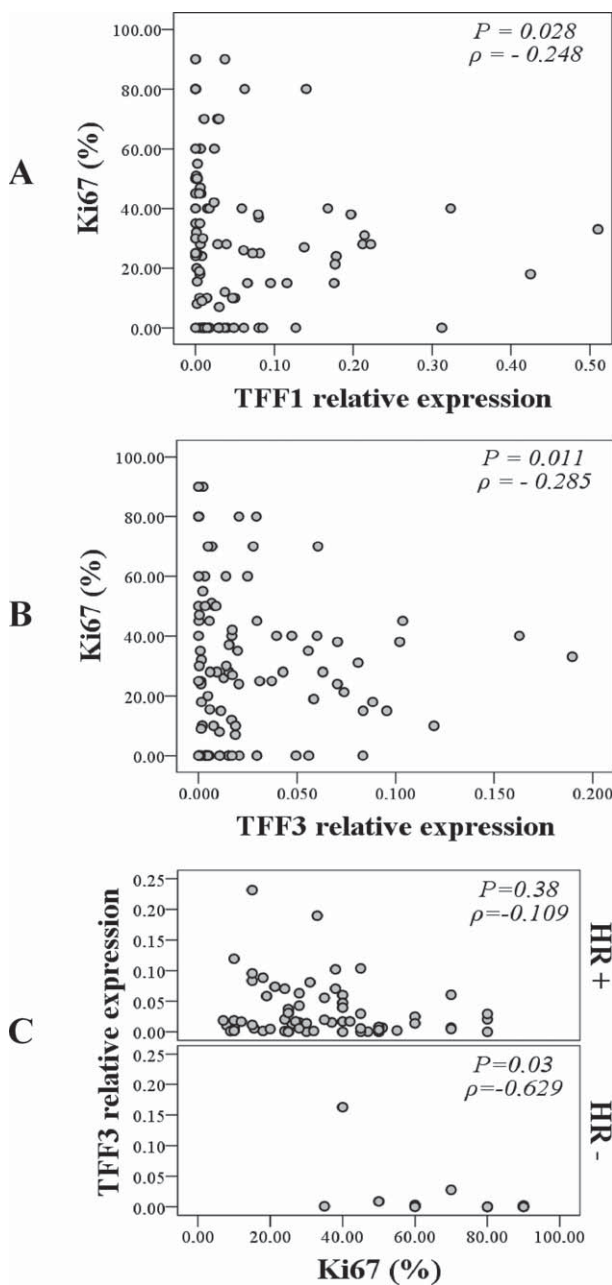 A
P = 0.028
ρ = - 0.248
Ki67 (%)
100.00
80.00
60.00
40.00
20.00
0.00
0.00 0.10 0.20 0.30 0.40 0.50
TFF1 relative expression
B
P = 0.011
ρ = - 0.285
Ki67 (%)
100.00
80.00
60.00
40.00
20.00
0.00
0.000 0.050 0.100 0.150 0.200
TFF3 relative expression
C
TFF3 relative expression
0.25
0.20
0.15
0.10
0.05
0.00
P=0.38
ρ=-0.109
HR +
0.25
0.20
0.15
0.10
0.05
0.00
P=0.03
ρ=-0.629
HR -
0.00 20.00 40.00 60.00 80.00 100.00
Ki67 (%)